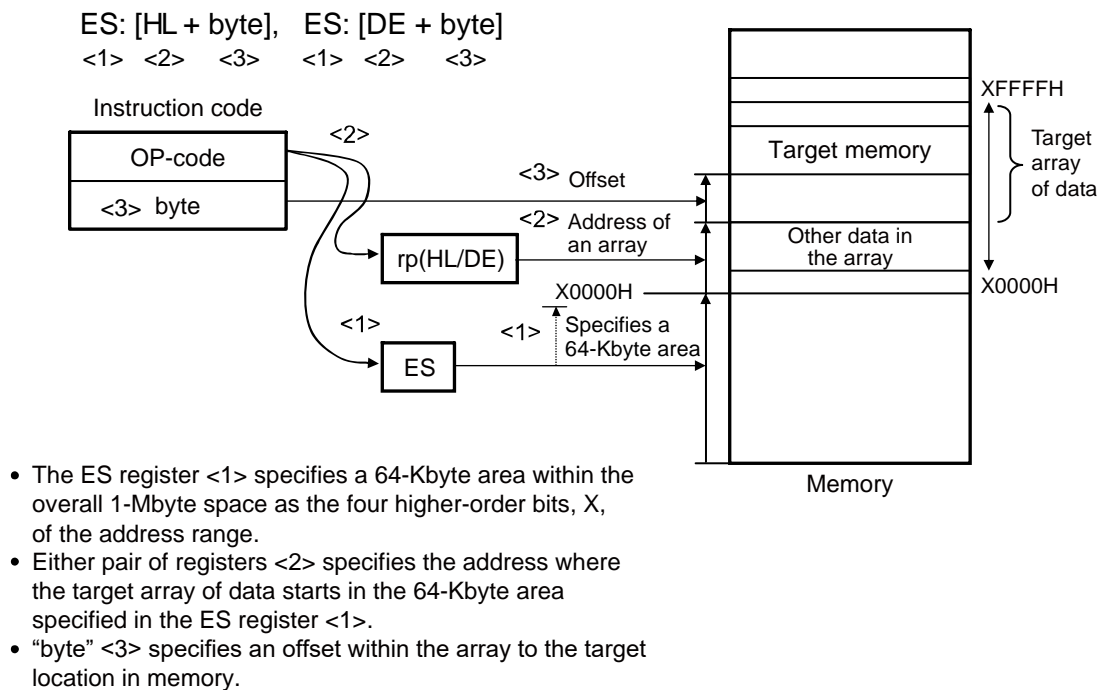 ES: [HL + byte], ES: [DE + byte]
<1> <2> <3> <1> <2> <3>
Instruction code
OP-code
<3> byte
<2>
<3> Offset
<2> Address of
an array
rp(HL/DE)
X0000H
<1>
<1> Specifies a
64-Kbyte area
ES
XFFFFH
Target memory
Target
array
of data
Other data in
the array
X0000H
Memory
• The ES register <1> specifies a 64-Kbyte area within the
overall 1-Mbyte space as the four higher-order bits, X,
of the address range.
• Either pair of registers <2> specifies the address where
the target array of data starts in the 64-Kbyte area
specified in the ES register <1>.
• “byte” <3> specifies an offset within the array to the target
location in memory.